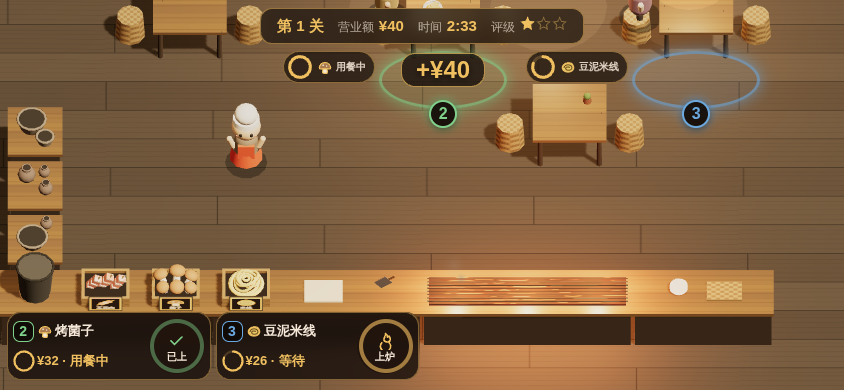 第 1 关 营业额 ¥40 时间 2:33 评级
用餐中
+¥40
豆泥米线
2
3
2 烤菌子
¥32 · 用餐中
已上
3 豆泥米线
¥26 · 等待
上炉